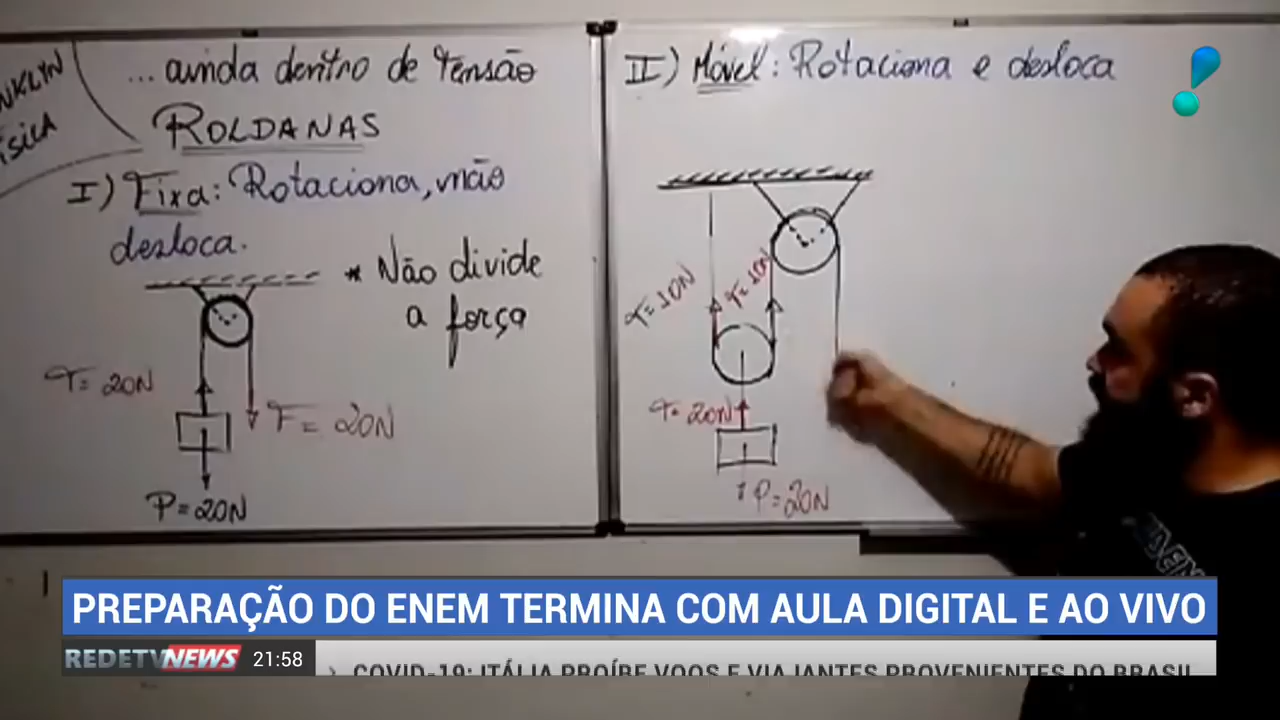 ... ainda dentro de tensão
ROLDANAS
I) Fixa: Rotaciona, não
desloca.
* Não divide
a força
T= 20N
F= 20N
P=20N
II) Móvel: Rotaciona e desloca
T=10N
T=10N
T=20N
P=20N
PREPARAÇÃO DO ENEM TERMINA COM AULA DIGITAL E AO VIVO
REDETV NEWS 21:58
COVID-19: ITÁLIA PROÍBE VOOS E VIAJANTES PROVENIENTES DO BRASIL